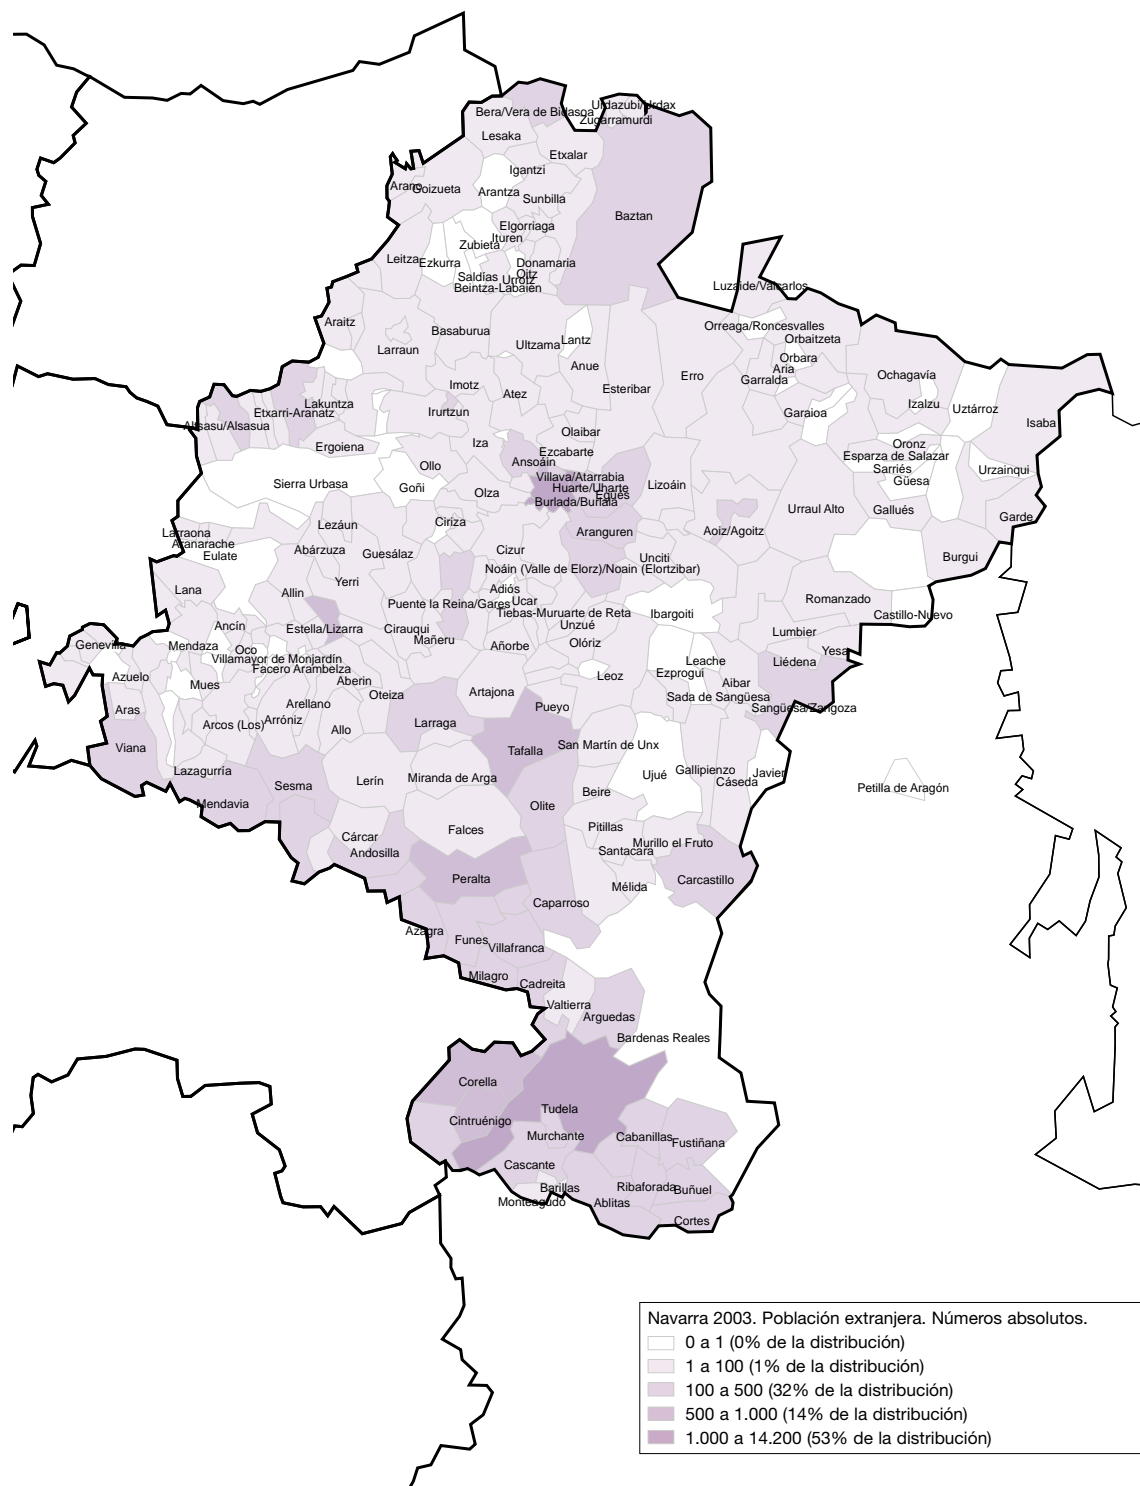 Bera/Vera de Bidasoa
Urdazubi/Urdax
Zugarramurdi
Lesaka
Etxalar
Igantzi
Arano
Goizueta
Arantza
Sunbilla
Baztan
Elgorriaga
Ituren
Zubieta
Leitza
Ezkurra
Donamaria
Oitz
Saldías
Urrotz
Beintza-Labaien
Luzaide/Valcarlos
Araitz
Basaburua
Orreaga/Roncesvalles
Orbaitzeta
Larraun
Ultzama
Lantz
Orbara
Aria
Anue
Erro
Garralda
Ochagavía
Imotz
Atez
Esteribar
Lakuntza
Etxarri-Aranatz
Irurtzun
Garaioa
Izalzu
Uztárroz
Isaba
Altsasu/Alsasua
Olaibar
Ergoiena
Iza
Ezcabarte
Oronz
Esparza de Salazar
Ansoáin
Ollo
Sarriés
Urzainqui
Villava/Atarrabia
Güesa
Sierra Urbasa
Goñi
Olza
Huarte/Uharte
Egüés
Lizoáin
Burlada/Burlata
Urraul Alto
Gallués
Garde
Ciriza
Lezáun
Larraona
Aranarache
Aranguren
Aoiz/Agoitz
Eulate
Abárzuza
Guesálaz
Cizur
Unciti
Burgui
Noáin (Valle de Elorz)/Noain (Elortzibar)
Yerri
Lana
Allin
Adiós
Ucar
Puente la Reina/Gares
Romanzado
Tiebas-Muruarte de Reta
Ibargoiti
Castillo-Nuevo
Ancín
Estella/Lizarra
Cirauqui
Unzué
Mañeru
Lumbier
Genevilla
Mendaza
Oco
Añorbe
Olóriz
Yesa
Villamayor de Monjardín
Leache
Liédena
Facero Arambelza
Azuelo
Mues
Aberin
Leoz
Ezprogui
Aibar
Oteiza
Artajona
Sada de Sangüesa
Aras
Arellano
Pueyo
Sangüesa/Zangoza
Arcos (Los)
Arróniz
Allo
Larraga
Viana
Tafalla
San Martín de Unx
Lazagurría
Lerín
Miranda de Arga
Ujué
Gallipienzo
Javier
Sesma
Cáseda
Petilla de Aragón
Mendavia
Olite
Beire
Cárcar
Falces
Pitillas
Murillo el Fruto
Andosilla
Santacara
Peralta
Mélida
Carcastillo
Caparroso
Azagra
Funes
Villafranca
Milagro
Cadreita
Valtierra
Arguedas
Bardenas Reales
Corella
Tudela
Cintruénigo
Murchante
Cabanillas
Fustiñana
Cascante
Barillas
Ribaforada
Buñuel
Monteagudo
Ablitas
Cortes
Navarra 2003. Población extranjera. Números absolutos.
0 a 1 (0% de la distribución)
1 a 100 (1% de la distribución)
100 a 500 (32% de la distribución)
500 a 1.000 (14% de la distribución)
1.000 a 14.200 (53% de la distribución)